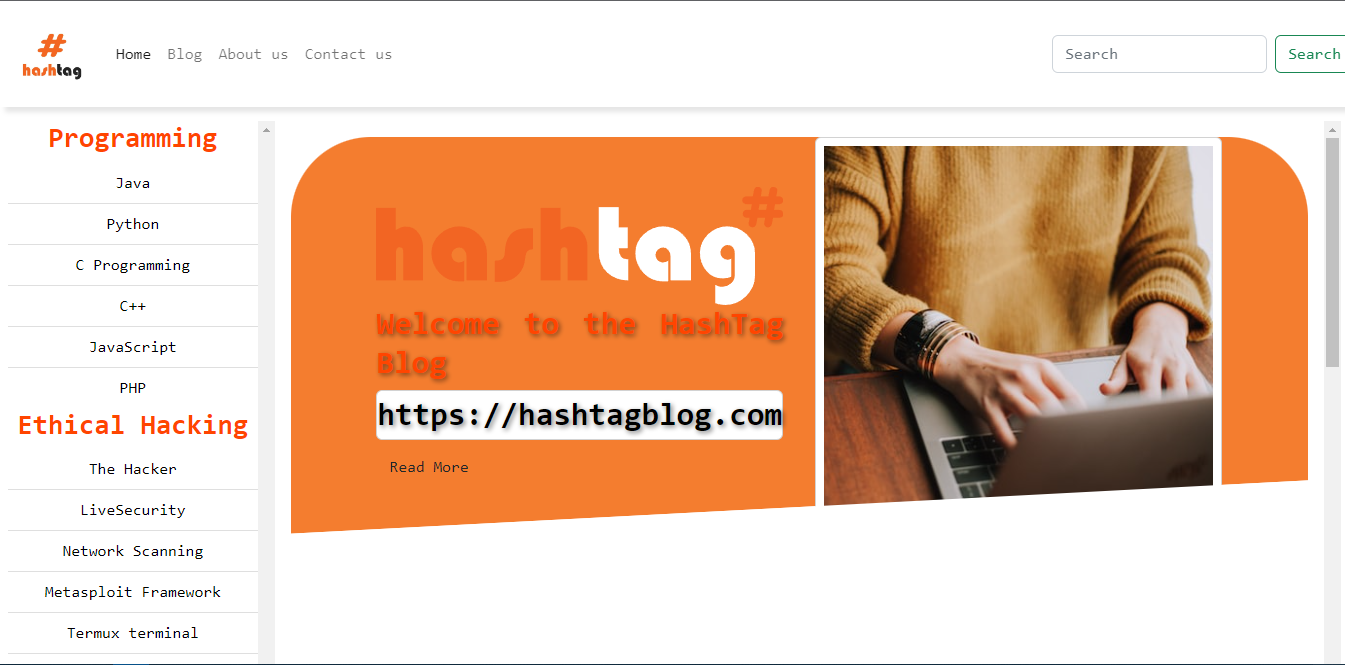 #
hashtag
Home Blog About us Contact us
Search
Search
Programming
Java
Python
C Programming
C++
JavaScript
PHP
Ethical Hacking
The Hacker
LiveSecurity
Network Scanning
Metasploit Framework
Termux terminal
hashtag#
Welcome to the HashTag
Blog
https://hashtagblog.com
Read More